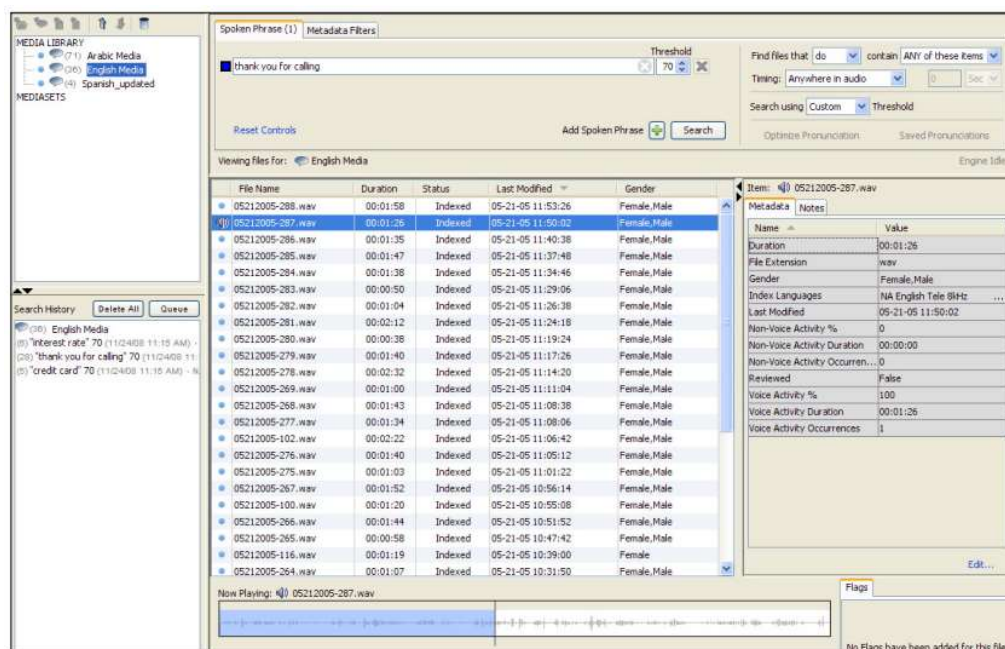 MEDIA LIBRARY
(71) Arabic Media
(36) English Media
(4) Spanish_updated
MEDIASETS
Search History Delete All Queue
(36) English Media
(6) "interest rate" 70 (11/24/08 11:15 AM) -
(28) "thank you for calling" 70 (11/24/08 11:
(5) "credit card" 70 (11/24/08 11:15 AM) -
Spoken Phrase (1) Metadata Filters
Threshold
thank you for calling 70
Reset Controls Add Spoken Phrase Search
Find files that do contain ANY of these items
Timing: Anywhere in audio 0 Sec
Search using Custom Threshold
Optimize Pronunciation Saved Pronunciations
Viewing files for: English Media Engine Idle
File Name Duration Status Last Modified Gender
05212005-288.wav 00:01:58 Indexed 05-21-05 11:53:26 Female,Male
05212005-287.wav 00:01:26 Indexed 05-21-05 11:50:02 Female,Male
05212005-286.wav 00:01:35 Indexed 05-21-05 11:40:38 Female,Male
05212005-285.wav 00:01:47 Indexed 05-21-05 11:37:48 Female,Male
05212005-284.wav 00:01:38 Indexed 05-21-05 11:34:46 Female,Male
05212005-283.wav 00:00:50 Indexed 05-21-05 11:29:06 Female,Male
05212005-282.wav 00:01:04 Indexed 05-21-05 11:26:38 Female,Male
05212005-281.wav 00:02:12 Indexed 05-21-05 11:24:18 Female,Male
05212005-280.wav 00:00:38 Indexed 05-21-05 11:19:24 Female,Male
05212005-279.wav 00:01:40 Indexed 05-21-05 11:17:26 Female,Male
05212005-278.wav 00:02:32 Indexed 05-21-05 11:14:20 Female,Male
05212005-269.wav 00:01:00 Indexed 05-21-05 11:11:04 Female,Male
05212005-268.wav 00:01:43 Indexed 05-21-05 11:08:38 Female,Male
05212005-277.wav 00:01:34 Indexed 05-21-05 11:08:06 Female,Male
05212005-102.wav 00:02:22 Indexed 05-21-05 11:06:42 Female,Male
05212005-276.wav 00:01:40 Indexed 05-21-05 11:05:12 Female,Male
05212005-275.wav 00:01:03 Indexed 05-21-05 11:01:22 Female,Male
05212005-267.wav 00:01:52 Indexed 05-21-05 10:56:14 Female,Male
05212005-100.wav 00:01:20 Indexed 05-21-05 10:55:08 Female,Male
05212005-266.wav 00:01:44 Indexed 05-21-05 10:51:52 Female,Male
05212005-265.wav 00:00:58 Indexed 05-21-05 10:47:42 Female,Male
05212005-116.wav 00:01:19 Indexed 05-21-05 10:39:00 Female
05212005-264.wav 00:01:07 Indexed 05-21-05 10:31:50 Female,Male
Item: 05212005-287.wav
Metadata Notes
Name Value
Duration 00:01:26
File Extension wav
Gender Female,Male
Index Languages NA English Tele 8kHz ...
Last Modified 05-21-05 11:50:02
Non-Voice Activity % 0
Non-Voice Activity Duration 00:00:00
Non-Voice Activity Occurren... 0
Reviewed False
Voice Activity % 100
Voice Activity Duration 00:01:26
Voice Activity Occurrences 1
Edit...
Now Playing: 05212005-287.wav
Flags
No Flags have been added for this file